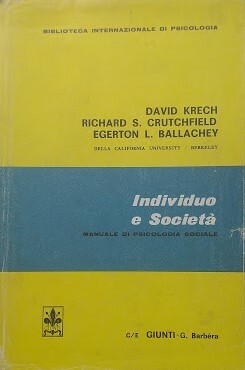 BIBLIOTECA INTERNAZIONALE DI PSICOLOGIA
DAVID KRECH
RICHARD S. CRUTCHFIELD
EGERTON L. BALLACHEY
DELLA CALIFORNIA UNIVERSITY / BERKELEY
Individuo
e Società
MANUALE DI PSICOLOGIA SOCIALE
C/E GIUNTI-G. Barbèra